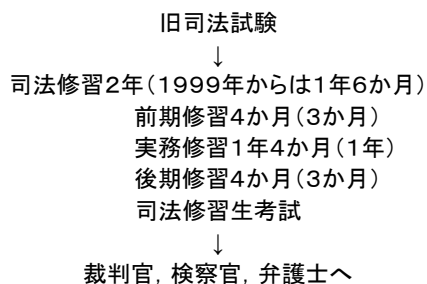 旧司法試験
↓
司法修習２年（１９９９年からは１年６か月）
前期修習４か月（３か月）
実務修習１年４か月（１年）
後期修習４か月（３か月）
司法修習生考試
↓
裁判官，検察官，弁護士へ